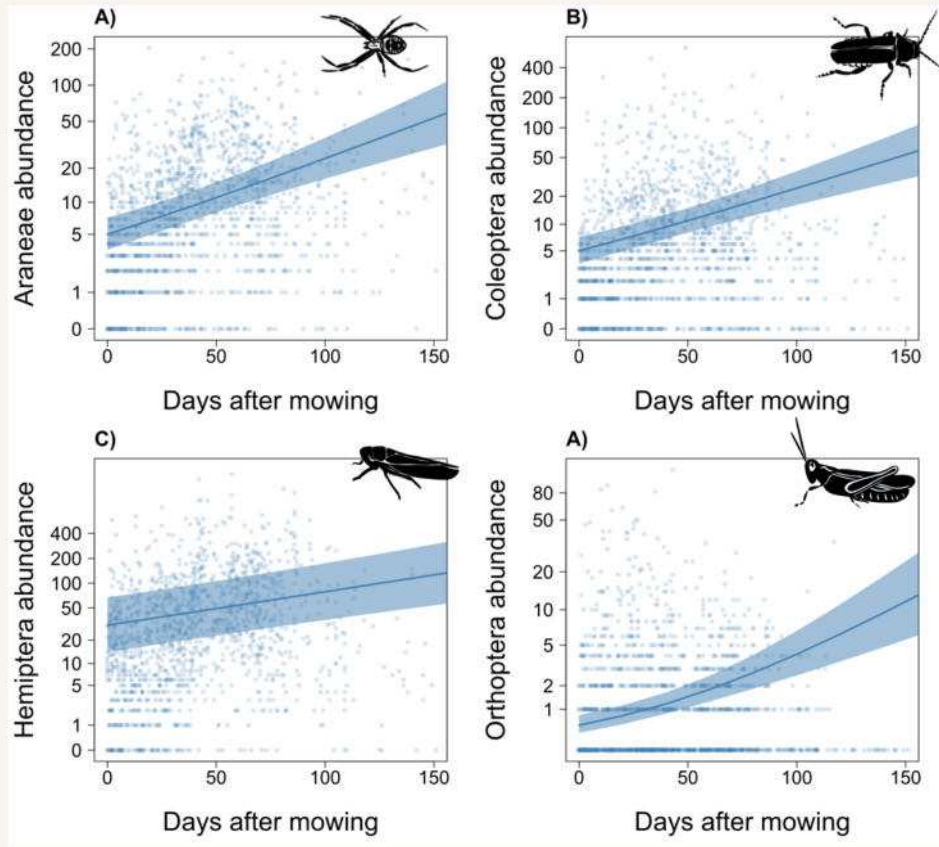 A)
Araneae abundance
200
100
50
20
10
5
1
0
0 50 100 150
Days after mowing
B)
Coleoptera abundance
400
200
100
50
20
10
5
1
0
0 50 100 150
Days after mowing
C)
Hemiptera abundance
400
200
100
50
20
10
5
1
0
0 50 100 150
Days after mowing
A)
Orthoptera abundance
80
50
20
10
5
2
1
0 50 100 150
Days after mowing